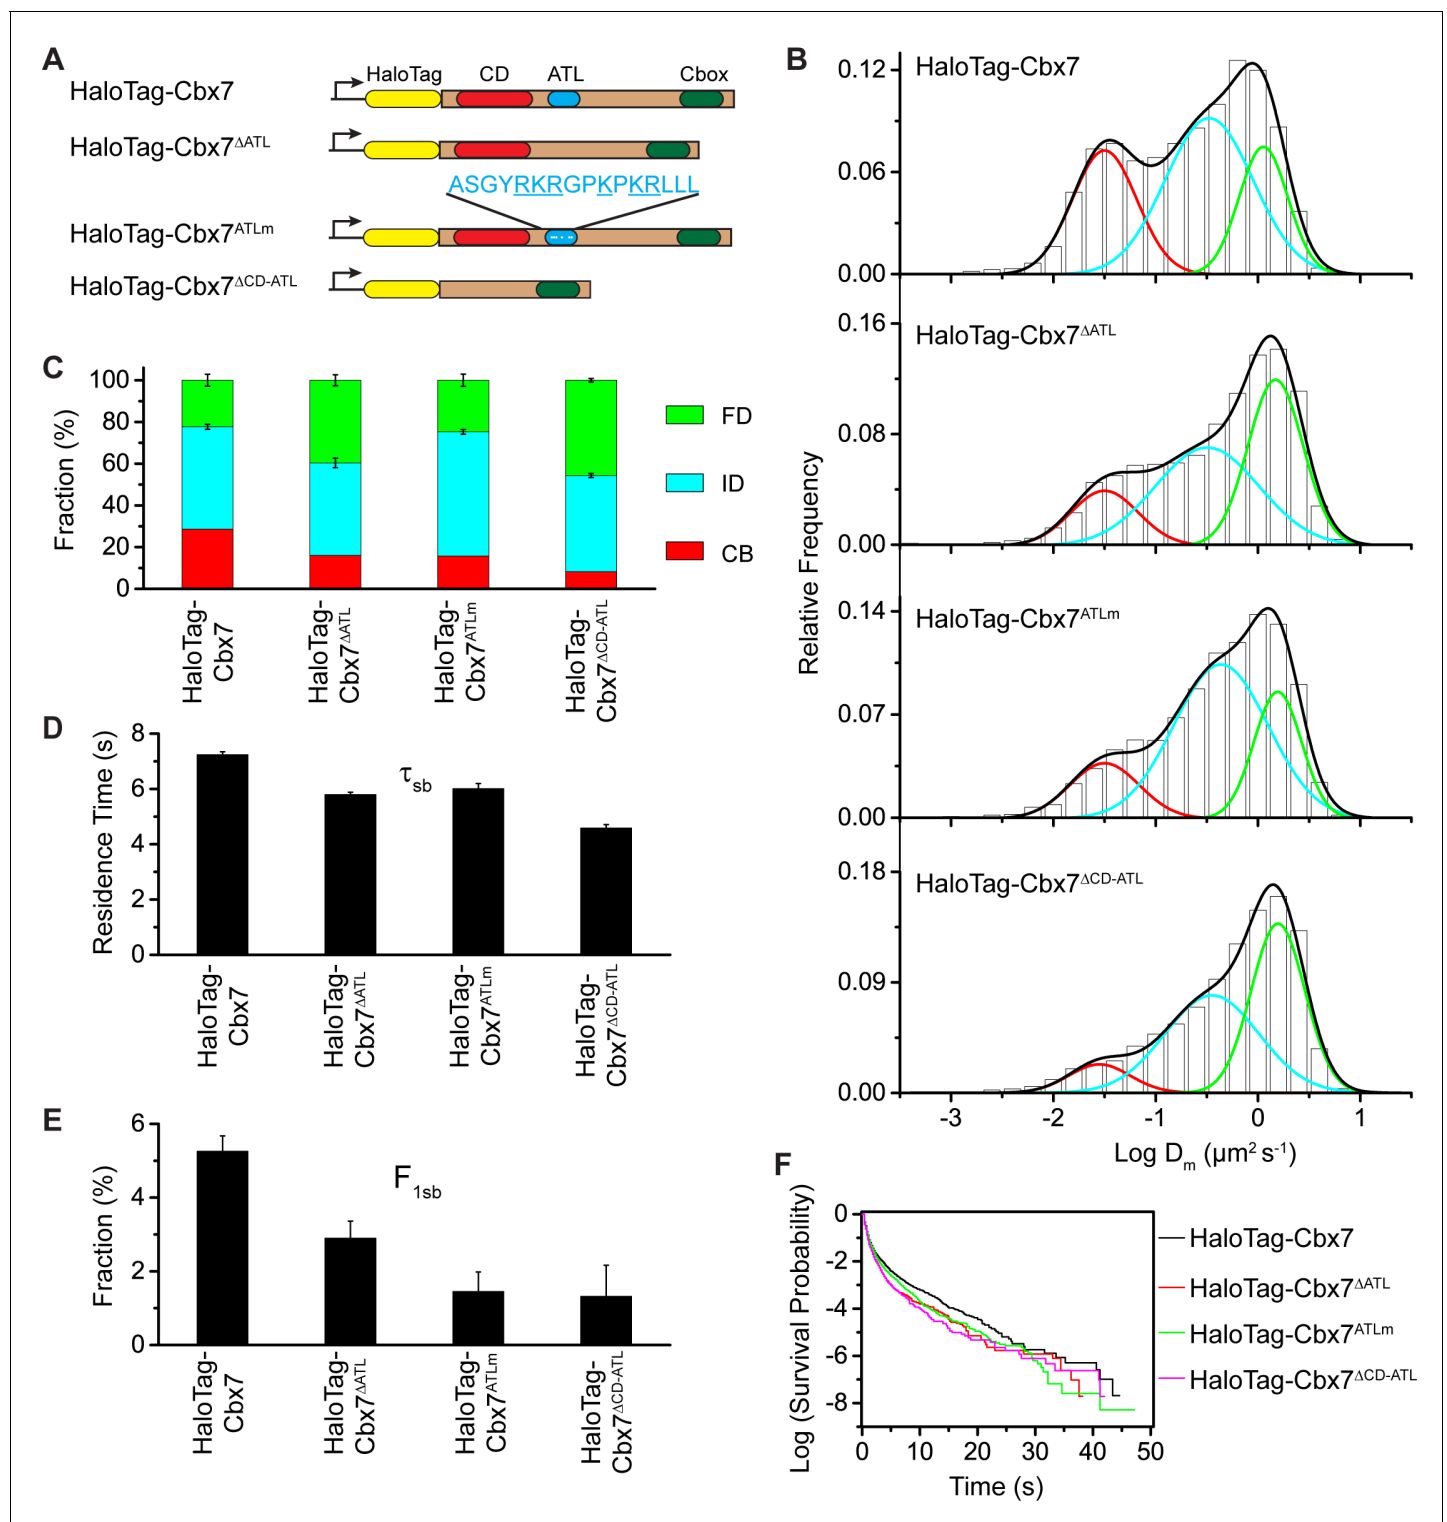 A
HaloTag CD ATL Cbox
HaloTag-Cbx7
HaloTag-Cbx7ΔATL
ASGYRKRGPKPKRLLL
HaloTag-Cbx7ATLm
HaloTag-Cbx7ΔCD-ATL
B
HaloTag-Cbx7
0.12
0.06
0.00
HaloTag-Cbx7ΔATL
0.16
0.08
0.00
HaloTag-Cbx7ATLm
0.14
0.07
0.00
HaloTag-Cbx7ΔCD-ATL
0.18
0.09
0.00
Relative Frequency
-3 -2 -1 0 1
Log Dm (μm2 s-1)
C
Fraction (%)
100
80
60
40
20
0
FD
ID
CB
HaloTag-
Cbx7
HaloTag-
Cbx7ΔATL
HaloTag-
Cbx7ATLm
HaloTag-
Cbx7ΔCD-ATL
D
Residence Time (s)
8
6
4
2
0
τsb
HaloTag-
Cbx7
HaloTag-
Cbx7ΔATL
HaloTag-
Cbx7ATLm
HaloTag-
Cbx7ΔCD-ATL
E
Fraction (%)
6
4
2
0
F1sb
HaloTag-
Cbx7
HaloTag-
Cbx7ΔATL
HaloTag-
Cbx7ATLm
HaloTag-
Cbx7ΔCD-ATL
F
Log (Survival Probability)
0
-2
-4
-6
-8
0 10 20 30 40 50
Time (s)
HaloTag-Cbx7
HaloTag-Cbx7ΔATL
HaloTag-Cbx7ATLm
HaloTag-Cbx7ΔCD-ATL